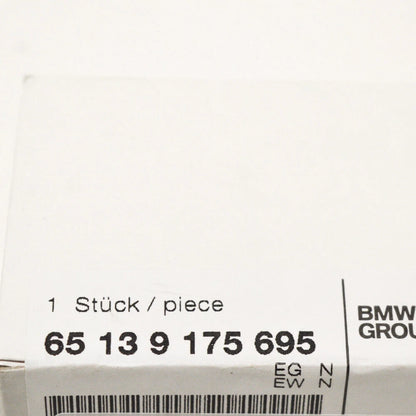 1 Stück / piece
65 13 9 175 695
EG N
EW N
BMW
GROU